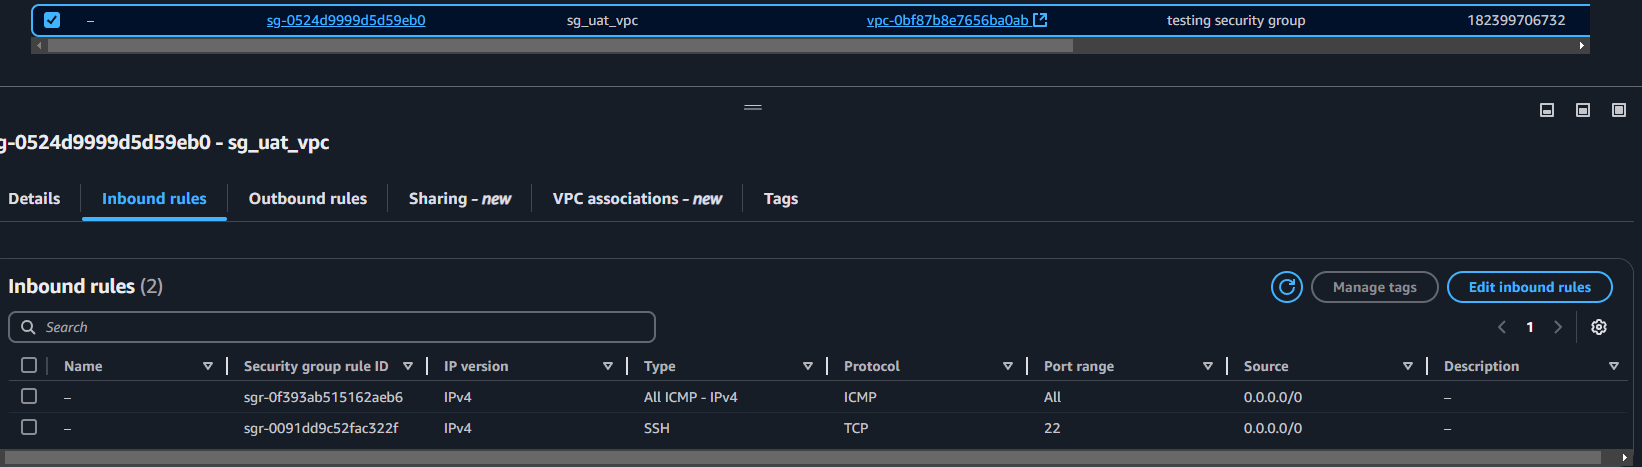 – sg-0524d9999d5d59eb0 sg_uat_vpc vpc-0bf87b8e7656ba0ab testing security group 182399706732
g-0524d9999d5d59eb0 - sg_uat_vpc
Details Inbound rules Outbound rules Sharing - new VPC associations - new Tags
Inbound rules (2) Manage tags Edit inbound rules
Search 1
Name Security group rule ID IP version Type Protocol Port range Source Description
– sgr-0f393ab515162aeb6 IPv4 All ICMP - IPv4 ICMP All 0.0.0.0/0 –
– sgr-0091dd9c52fac322f IPv4 SSH TCP 22 0.0.0.0/0 –